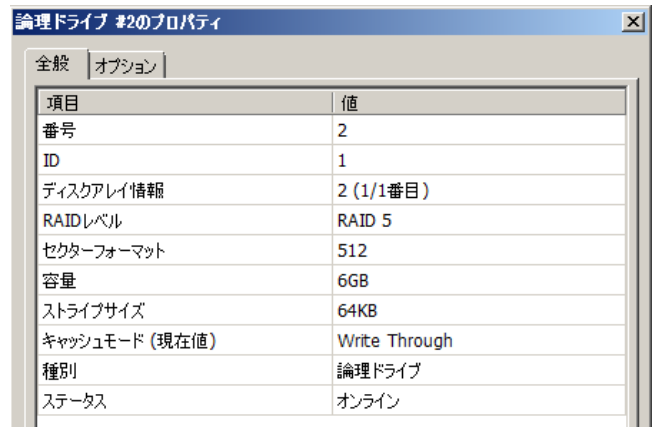 論理ドライブ #2のプロパティ
全般 オプション
項目 値
番号 2
ID 1
ディスクアレイ情報 2 (1/1番目)
RAIDレベル RAID 5
セクターフォーマット 512
容量 6GB
ストライプサイズ 64KB
キャッシュモード (現在値) Write Through
種別 論理ドライブ
ステータス オンライン